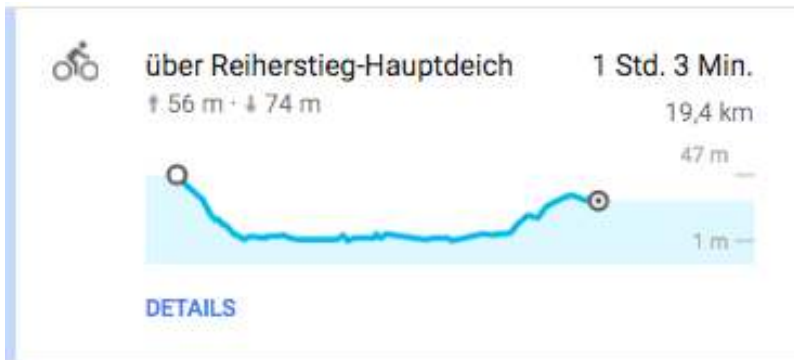 über Reiherstieg-Hauptdeich 1 Std. 3 Min.
↑ 56 m · ↓ 74 m 19,4 km
47 m
1 m
DETAILS